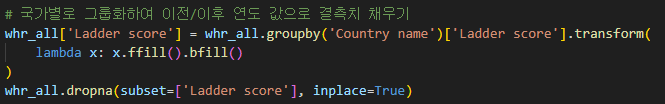 # 국가별로 그룹화하여 이전/이후 연도 값으로 결측치 채우기
whr_all['Ladder score'] = whr_all.groupby('Country name')['Ladder score'].transform(
    lambda x: x.ffill().bfill()
)
whr_all.dropna(subset=['Ladder score'], inplace=True)